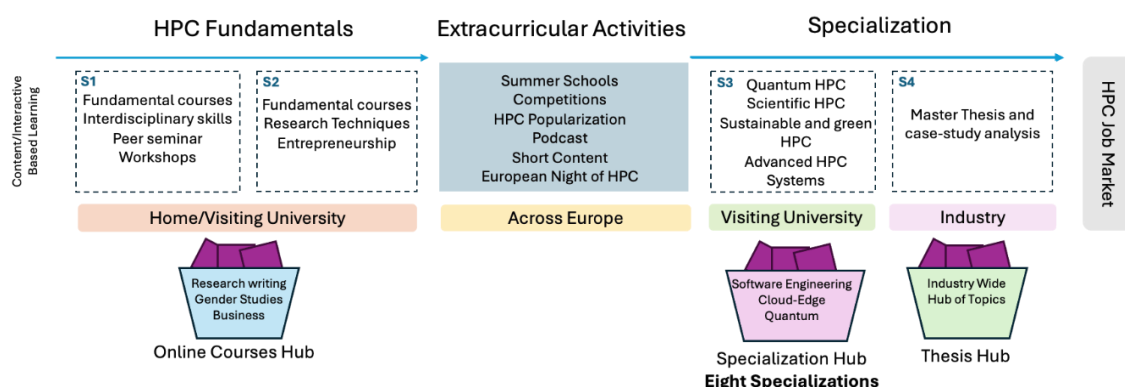 HPC Fundamentals
Extracurricular Activities
Specialization
Content/Interactive
Based Learning
S1
Fundamental courses
Interdisciplinary skills
Peer seminar
Workshops
S2
Fundamental courses
Research Techniques
Entrepreneurship
Summer Schools
Competitions
HPC Popularization
Podcast
Short Content
European Night of HPC
S3
Quantum HPC
Scientific HPC
Sustainable and green
HPC
Advanced HPC
Systems
S4
Master Thesis and
case-study analysis
HPC Job Market
Home/Visiting University
Across Europe
Visiting University
Industry
Research writing
Gender Studies
Business
Online Courses Hub
Software Engineering
Cloud-Edge
Quantum
Specialization Hub
Eight Specializations
Industry Wide
Hub of Topics
Thesis Hub